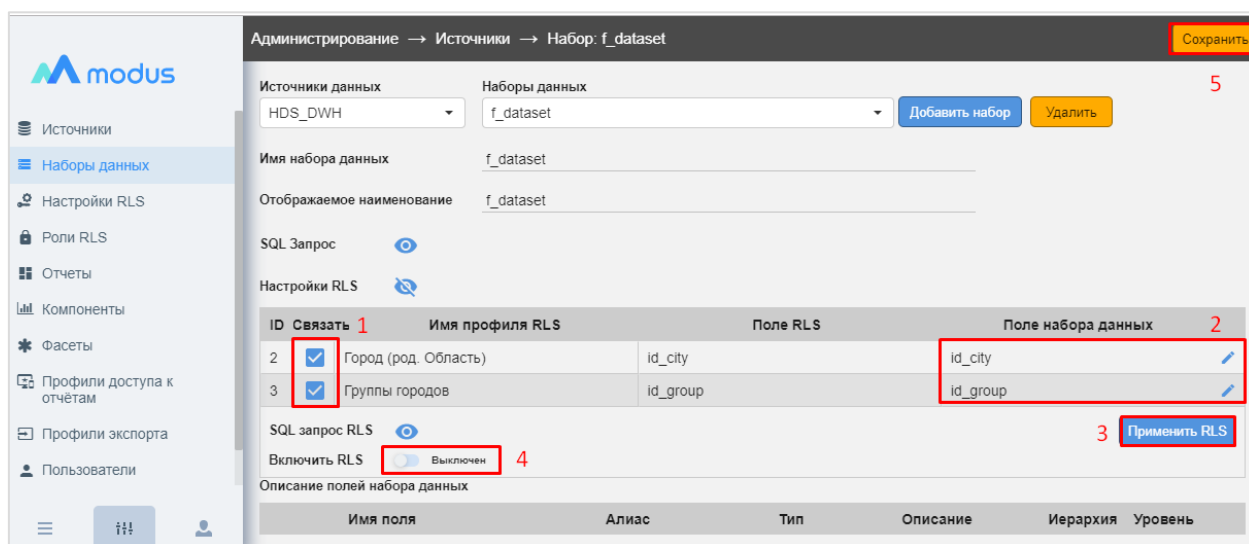 modus
Источники
Наборы данных
Настройки RLS
Роли RLS
Отчеты
Компоненты
Фасеты
Профили доступа к
отчётам
Профили экспорта
Пользователи
Администрирование → Источники → Набор: f_dataset
Сохранить
5
Источники данных Наборы данных
HDS_DWH f_dataset Добавить набор Удалить
Имя набора данных f_dataset
Отображаемое наименование f_dataset
SQL Запрос
Настройки RLS
ID Связать 1 Имя профиля RLS Поле RLS Поле набора данных 2
2 Город (род. Область) id_city id_city
3 Группы городов id_group id_group
SQL запрос RLS 3 Применить RLS
Включить RLS Выключен 4
Описание полей набора данных
Имя поля Алиас Тип Описание Иерархия Уровень